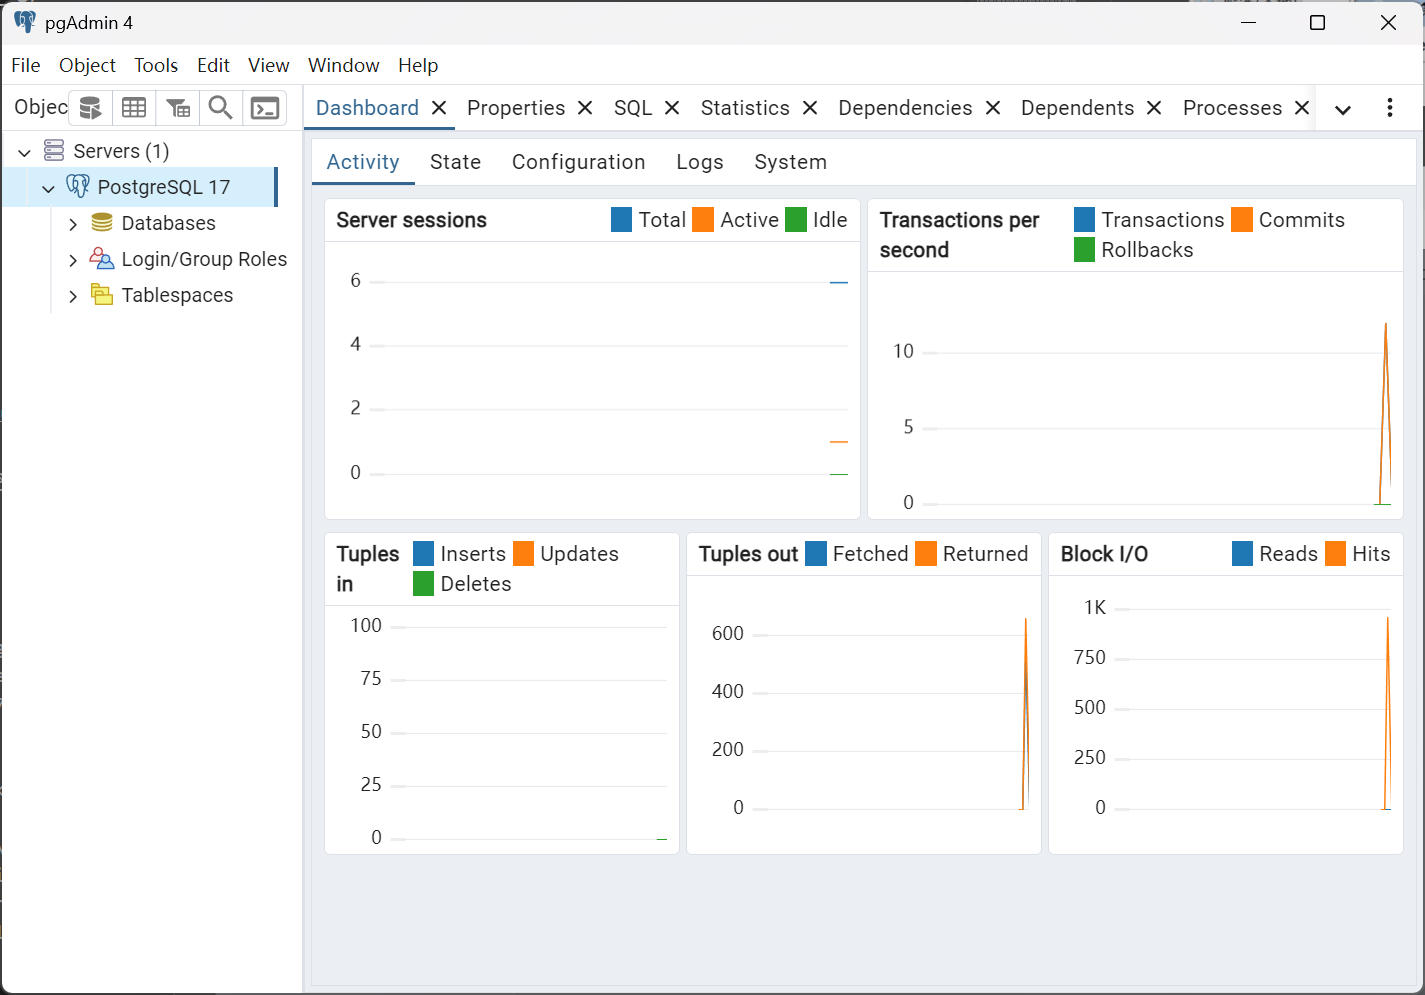 pgAdmin 4
File Object Tools Edit View Window Help
Objec
Dashboard Properties SQL Statistics Dependencies Dependents Processes
Servers (1)
PostgreSQL 17
Databases
Login/Group Roles
Tablespaces
Activity State Configuration Logs System
Server sessions
Total Active Idle
6
4
2
0
Transactions per
second
Transactions Commits
Rollbacks
10
5
0
Tuples
in
Inserts Updates
Deletes
100
75
50
25
0
Tuples out
Fetched Returned
600
400
200
0
Block I/O
Reads Hits
1K
750
500
250
0